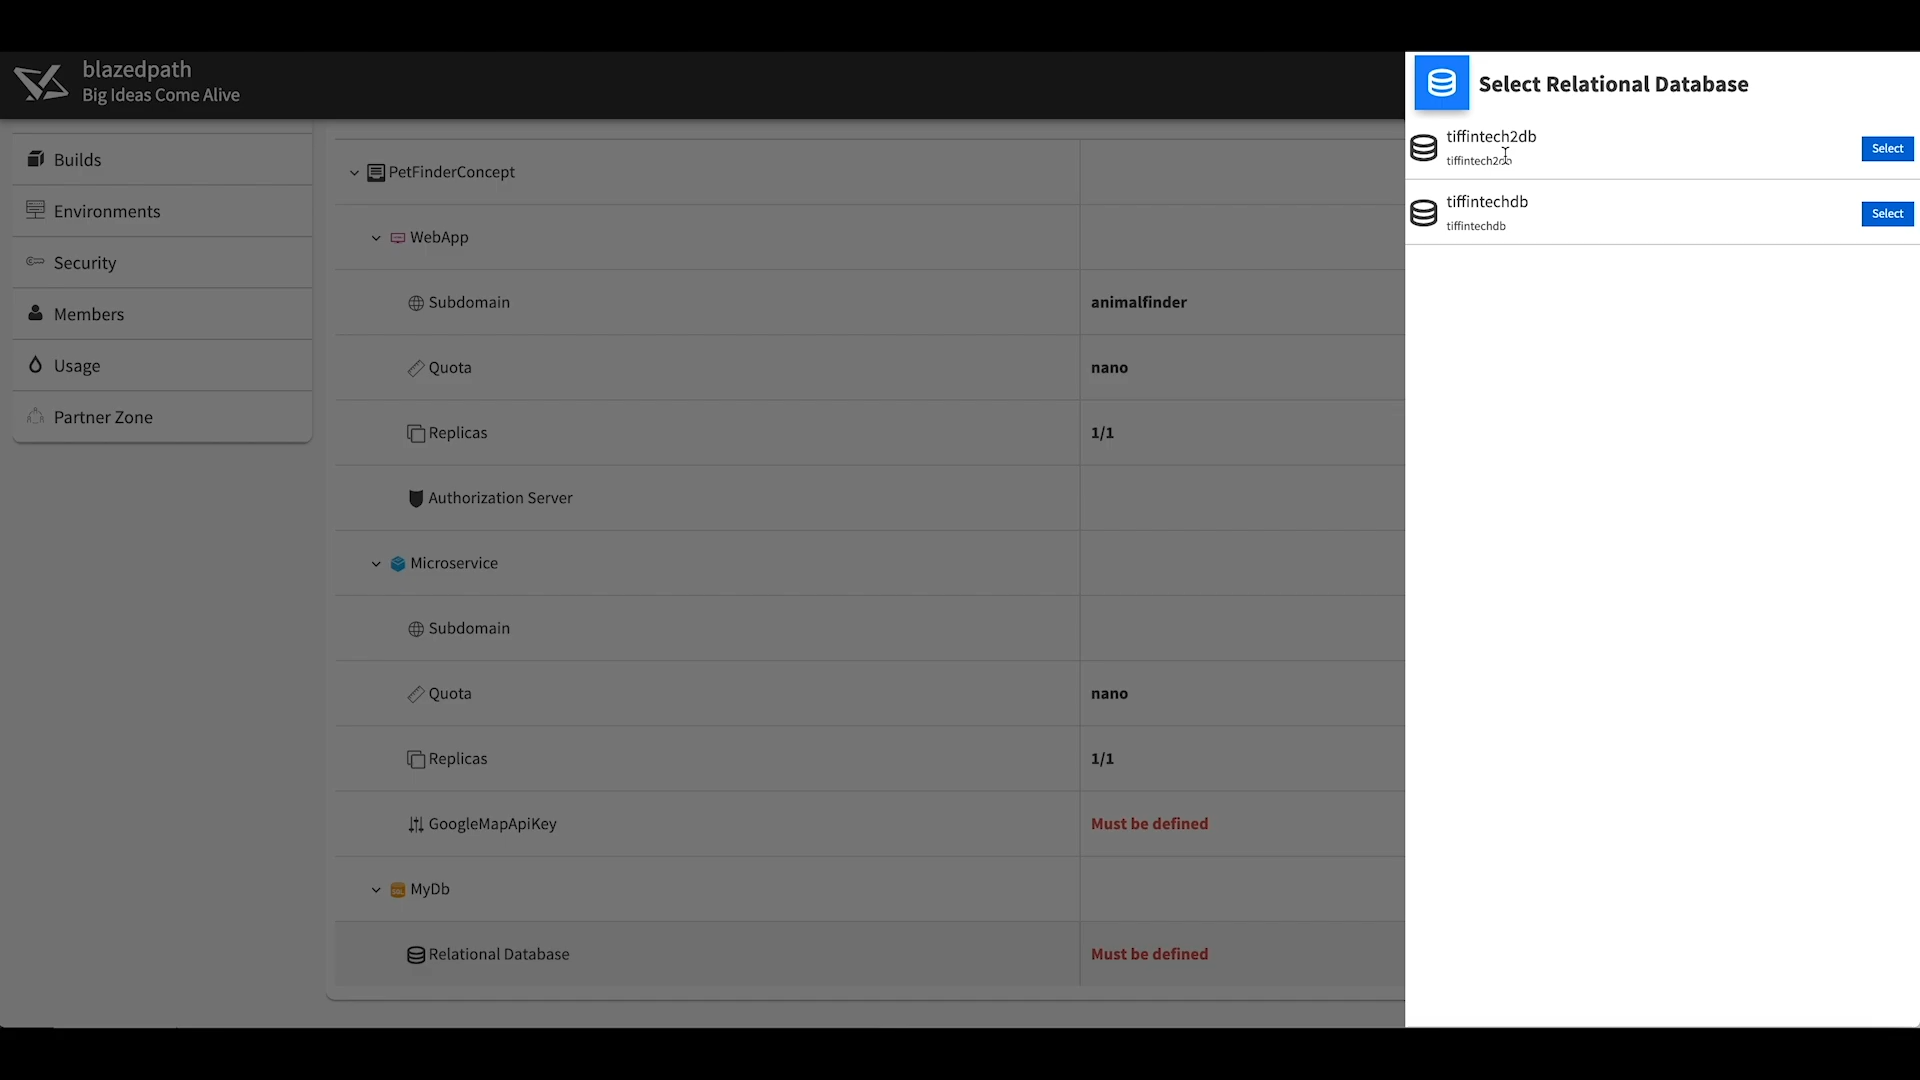 blazedpath
Big Ideas Come Alive
Builds
Environments
Security
Members
Usage
Partner Zone
PetFinderConcept
WebApp
Subdomain
animalfinder
Quota
nano
Replicas
1/1
Authorization Server
Microservice
Subdomain
Quota
nano
Replicas
1/1
GoogleMapApiKey
Must be defined
MyDb
Relational Database
Must be defined
Select Relational Database
tiffintech2db
tiffintech2db
Select
tiffintechdb
tiffintechdb
Select